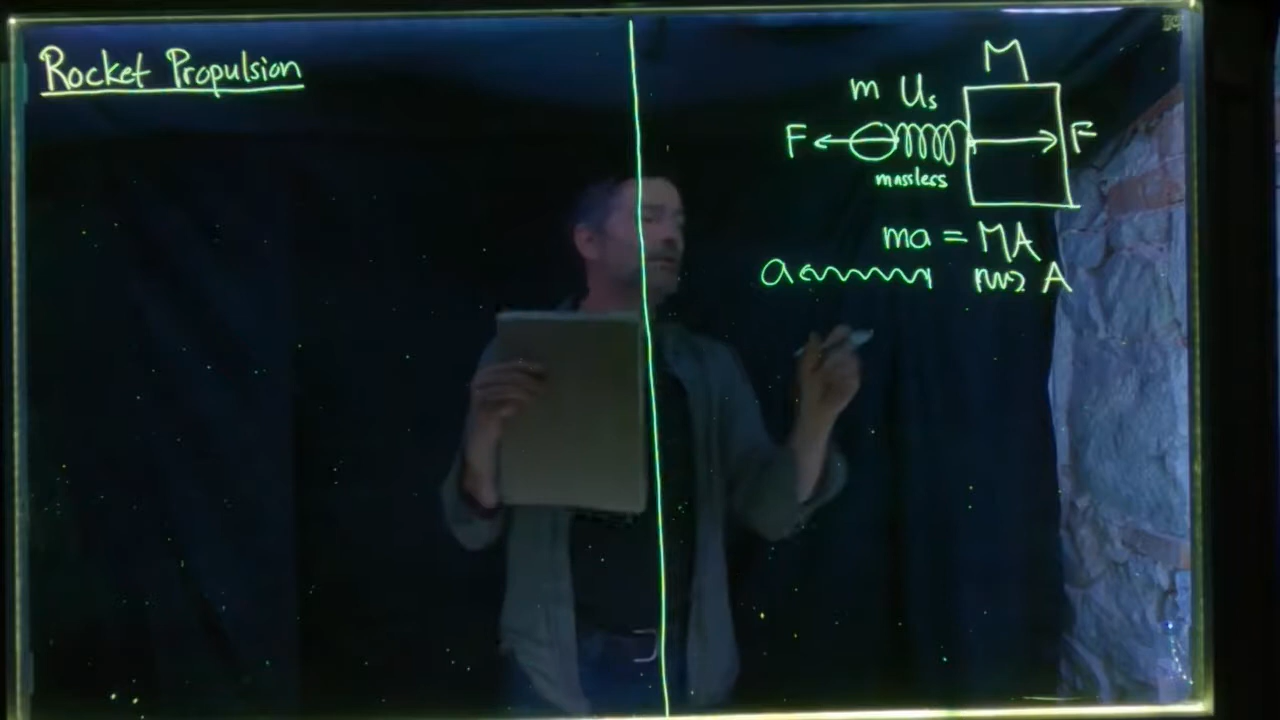 Rocket Propulsion
M
m Us
F F
massless
ma = MA
a A